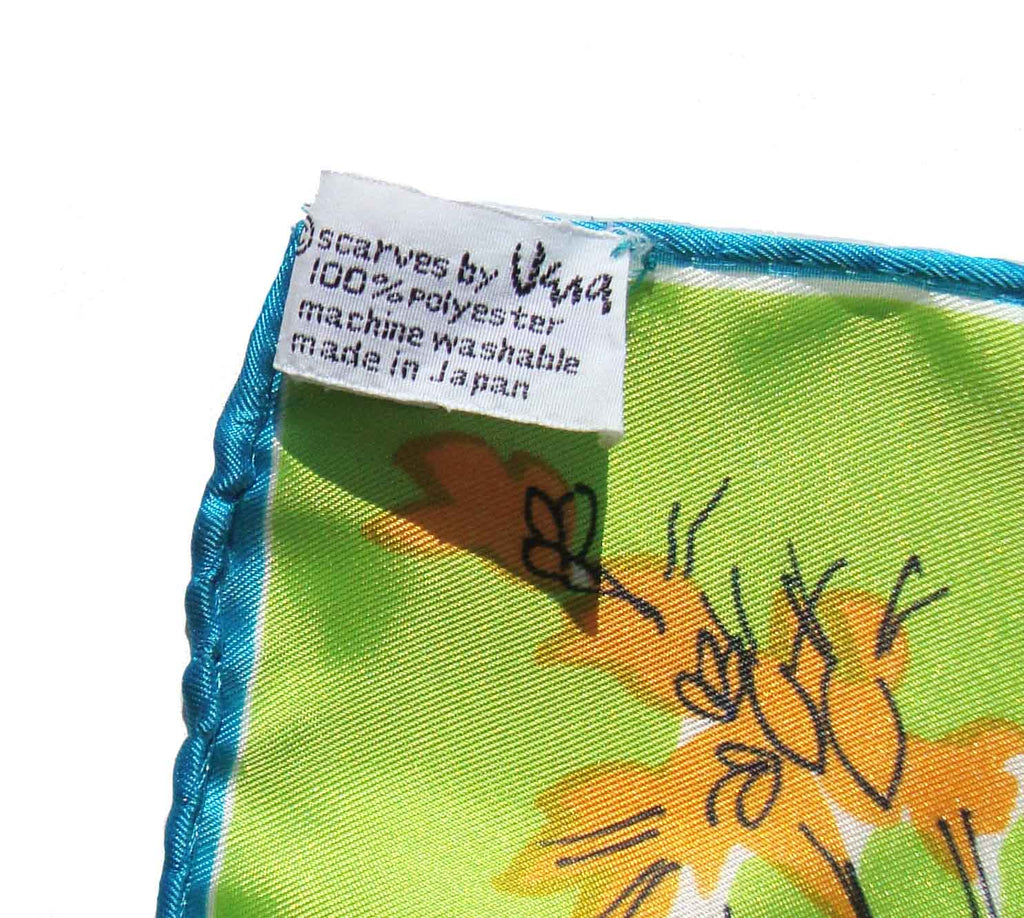 ©scarves by Vera
100% polyester
machine washable
made in Japan